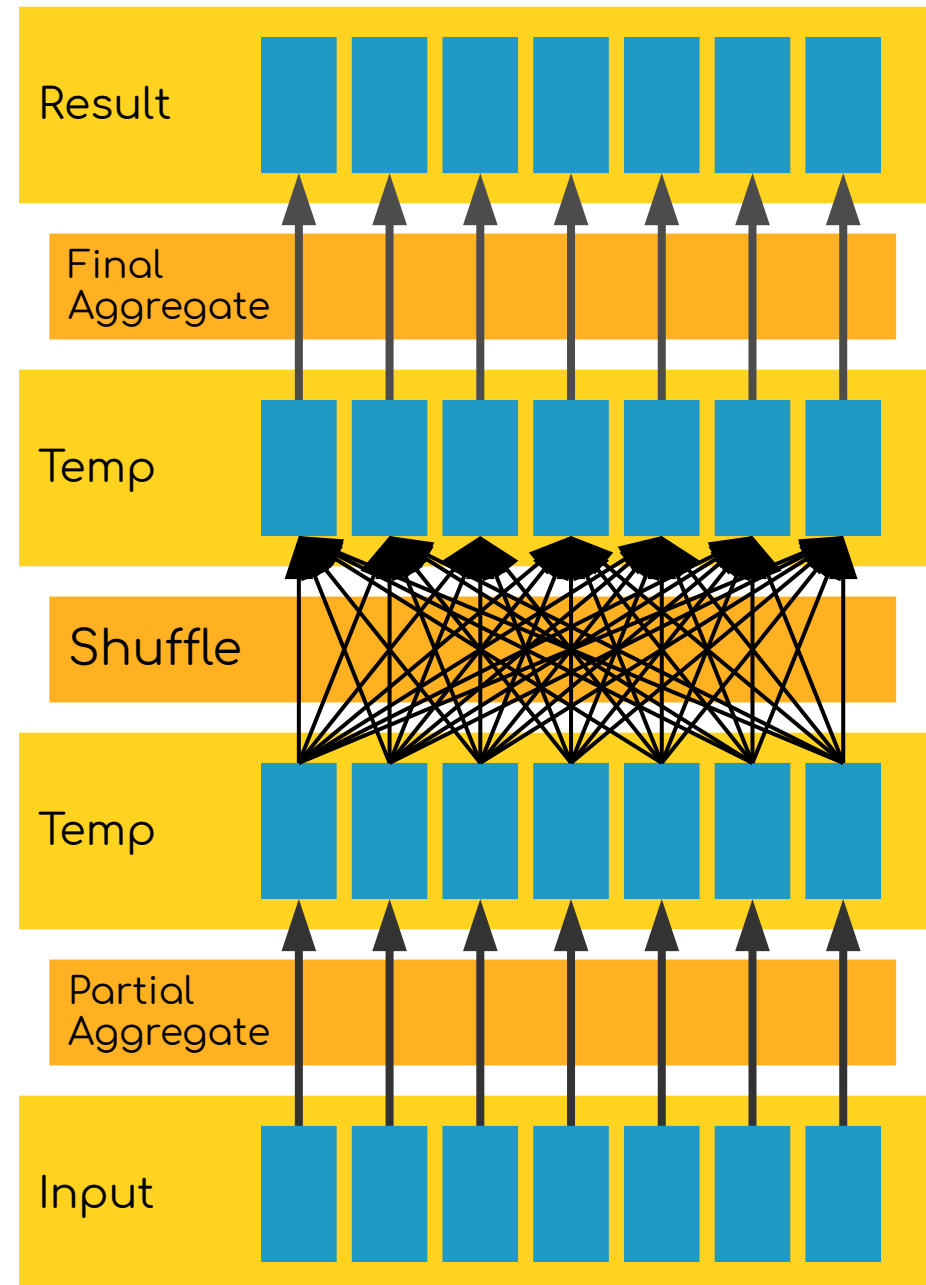 Result
Final
Aggregate
Temp
Shuffle
Temp
Partial
Aggregate
Input